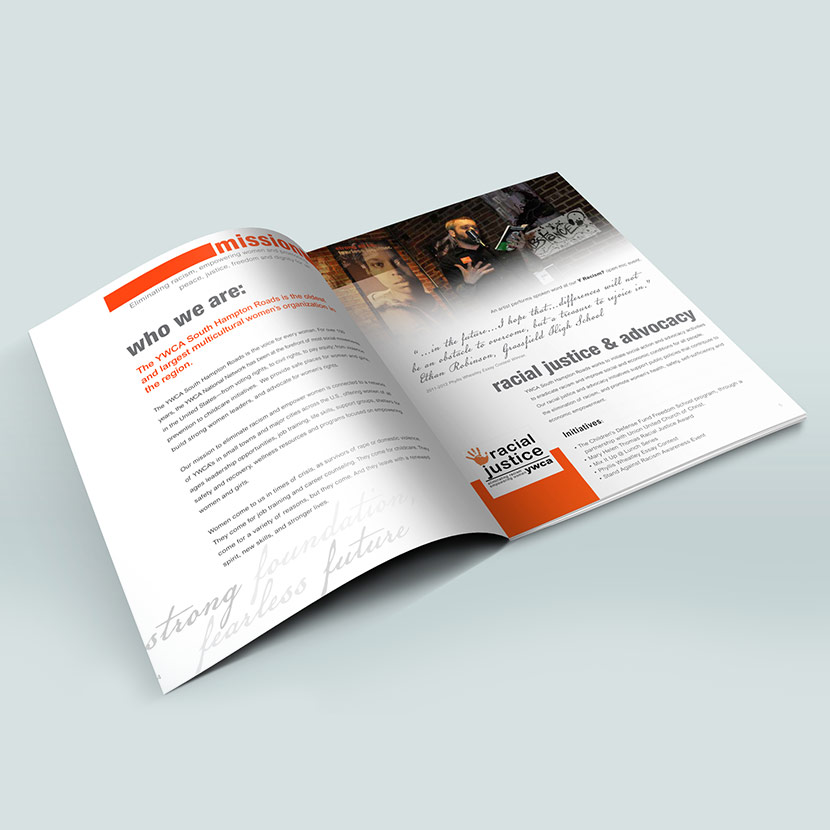 mission
Eliminating racism, empowering women and
peace, justice, freedom and dignity for
who we are:
The YWCA South Hampton Roads is the oldest
and largest multicultural women's organization in
the region.
The YWCA South Hampton Roads is the voice for every woman. For over 100
years, the YWCA National Network has been at the forefront of most social movements
in the United States—from voting rights, to civil rights, to pay equity, from violence
prevention to childcare initiatives. We provide safe places for women and girls,
build strong women leaders, and advocate for women's rights.
Our mission to eliminate racism and empower women is connected to a network
of YWCA's in small towns and major cities across the U.S., offering women of all
ages leadership opportunities, job training, life skills, support groups, shelters for
safety and recovery, wellness resources and programs focused on empowering
women and girls.
Women come to us in times of crisis, as survivors of rape or domestic violence.
They come for job training and career counseling. They come for childcare. They
come for a variety of reasons, but they come. And they leave with a renewed
spirit, new skills, and stronger lives.
strong foundation,
fearless future
An artist performs spoken word at our Y Racism? open mic event.
"...in the future...I hope that...differences will not
be an obstacle to overcome, but a treasure to rejoice in."
Ethan Robinson, Grassfield High School
2011-2012 Phyllis Wheatley Essay Contest Winner
racial justice & advocacy
YWCA South Hampton Roads works to initiate social action and advocacy activities
to eradicate racism and improve social and economic conditions for all people.
Our racial justice and advocacy initiatives support public policies that contribute to
the elimination of racism, and promote women's health, safety, self-sufficiency and
economic empowerment.
Initiatives:
• The Children's Defense Fund Freedom School program, through a
partnership with Union United Church of Christ.
• Mary Helen Thomas Racial Justice Award
• Mix It Up @ Lunch Series
• Phyllis Wheatley Essay Contest
• Stand Against Racism Awareness Event
racial
justice
eliminating racism
empowering women
ywca